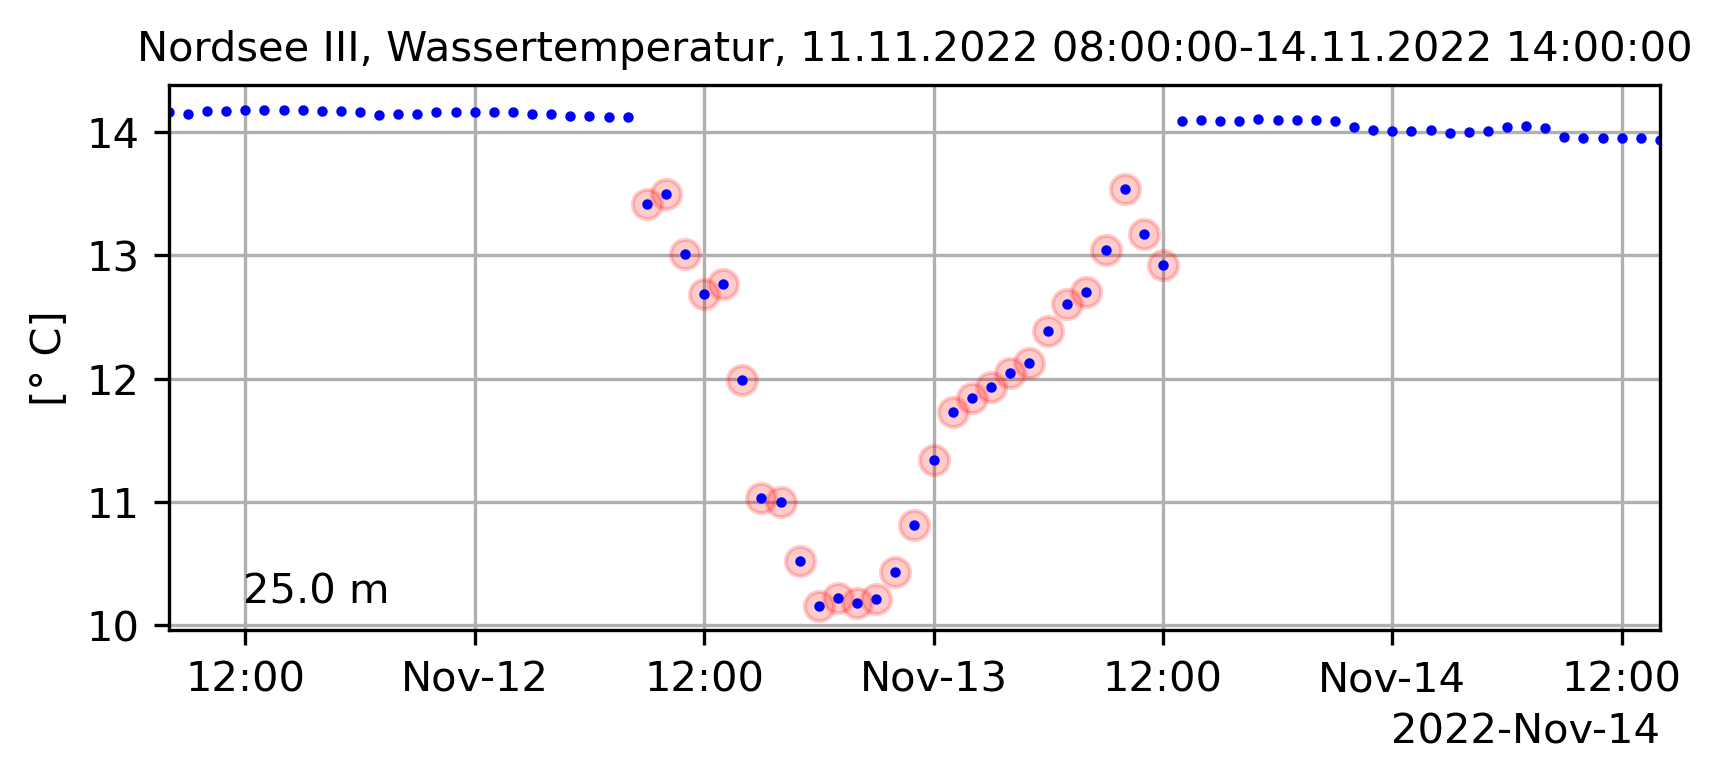 Nordsee III, Wassertemperatur, 11.11.2022 08:00:00-14.11.2022 14:00:00
[° C]
14
13
12
11
10
25.0 m
12:00 Nov-12 12:00 Nov-13 12:00 Nov-14 12:00
2022-Nov-14